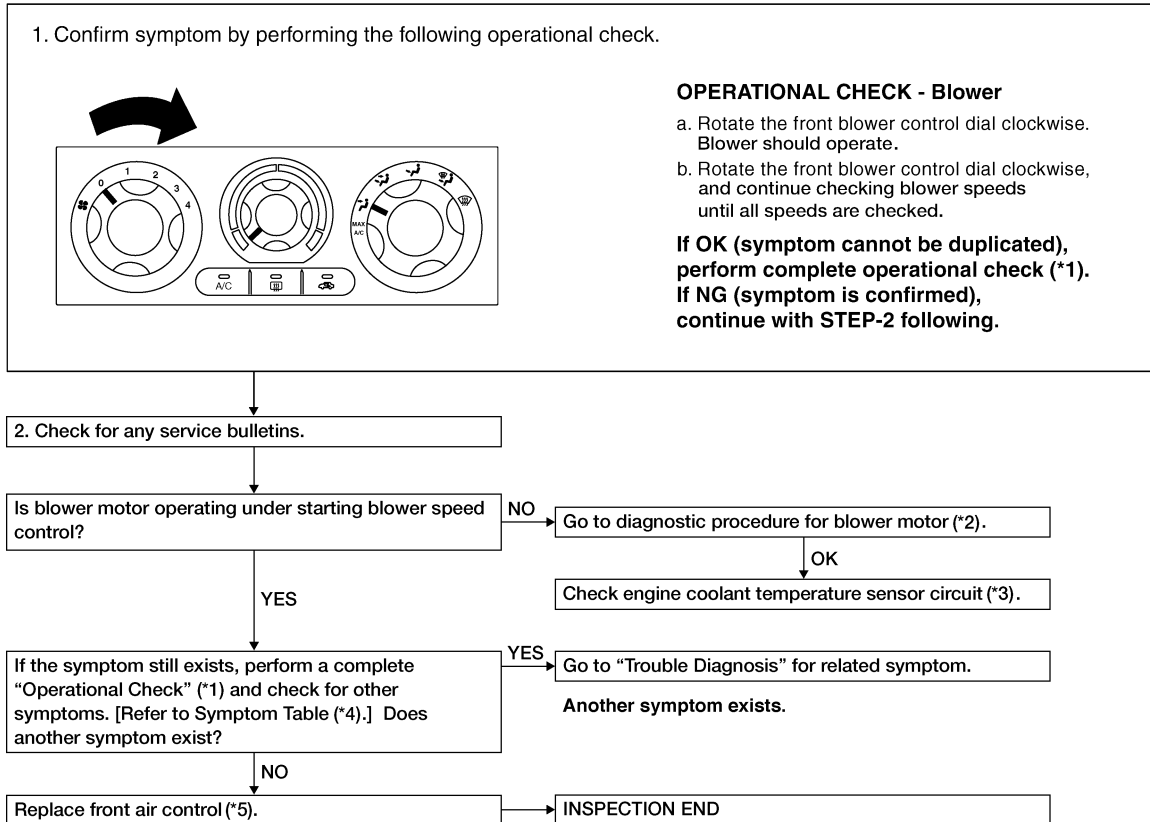 1. Confirm symptom by performing the following operational check.
OPERATIONAL CHECK - Blower
a. Rotate the front blower control dial clockwise.
Blower should operate.
b. Rotate the front blower control dial clockwise,
and continue checking blower speeds
until all speeds are checked.
If OK (symptom cannot be duplicated),
perform complete operational check (*1).
If NG (symptom is confirmed),
continue with STEP-2 following.
0
1
2
3
4
MAX
A/C
A/C
2. Check for any service bulletins.
Is blower motor operating under starting blower speed
control?
NO
Go to diagnostic procedure for blower motor (*2).
OK
Check engine coolant temperature sensor circuit (*3).
YES
If the symptom still exists, perform a complete
“Operational Check” (*1) and check for other
symptoms. [Refer to Symptom Table (*4).] Does
another symptom exist?
YES
Go to “Trouble Diagnosis” for related symptom.
Another symptom exists.
NO
Replace front air control (*5).
INSPECTION END